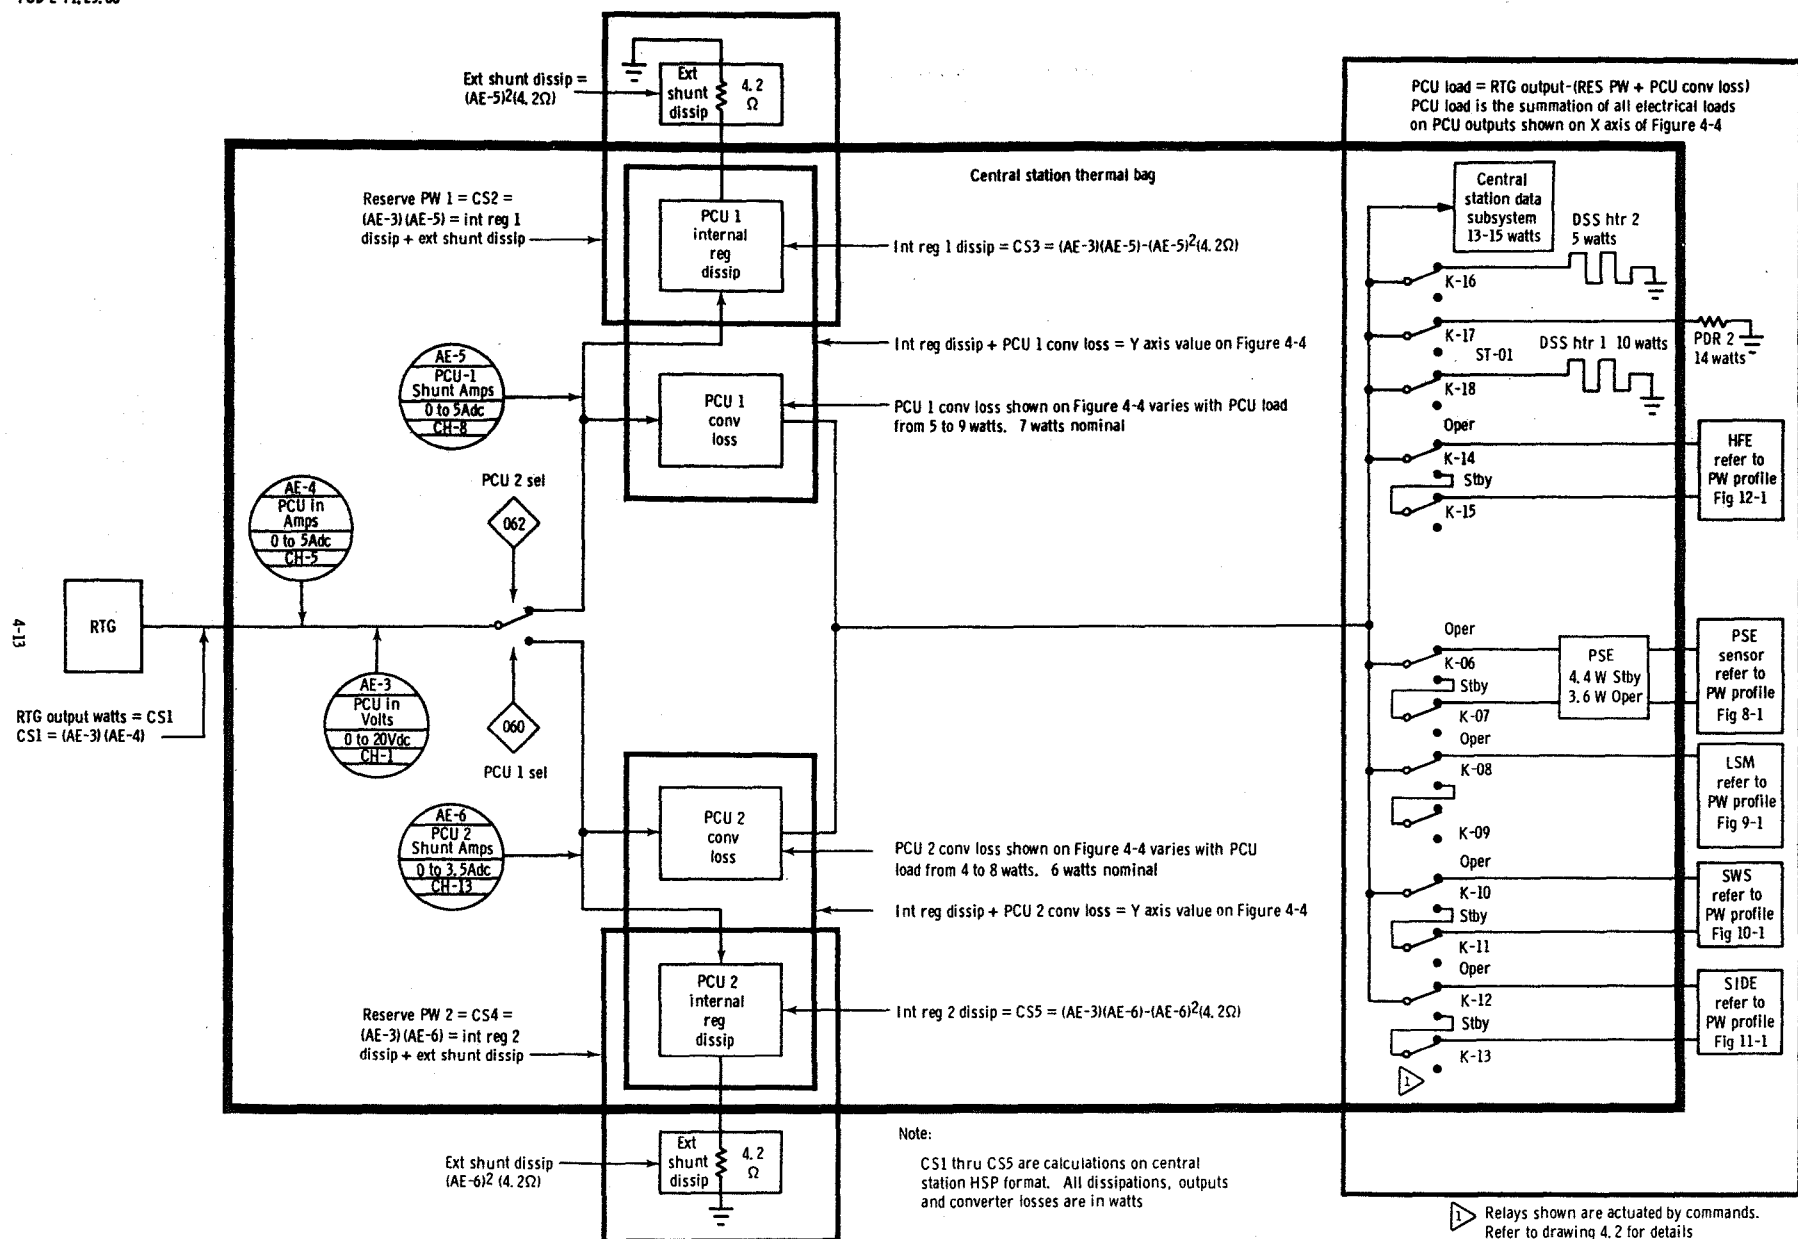 Ext shunt dissip =
(AE-5)²(4.2Ω)
Ext
shunt
dissip
4.2
Ω
PCU load = RTG output-(RES PW + PCU conv loss)
PCU load is the summation of all electrical loads
on PCU outputs shown on X axis of Figure 4-4
Central station thermal bag
Reserve PW 1 = CS2 =
(AE-3)(AE-5) = int reg 1
dissip + ext shunt dissip
PCU 1
internal
reg
dissip
Int reg 1 dissip = CS3 = (AE-3)(AE-5)-(AE-5)²(4.2Ω)
Int reg dissip + PCU 1 conv loss = Y axis value on Figure 4-4
AE-5
PCU-1
Shunt Amps
0 to 5Adc
CH-8
PCU 1
conv
loss
PCU 1 conv loss shown on Figure 4-4 varies with PCU load
from 5 to 9 watts. 7 watts nominal
AE-4
PCU in
Amps
0 to 5Adc
CH-5
PCU 2 sel
062
4-13
RTG
RTG output watts = CS1
CS1 = (AE-3)(AE-4)
AE-3
PCU in
Volts
0 to 20Vdc
CH-1
060
PCU 1 sel
AE-6
PCU 2
Shunt Amps
0 to 3.5Adc
CH-13
PCU 2
conv
loss
PCU 2 conv loss shown on Figure 4-4 varies with PCU
load from 4 to 8 watts. 6 watts nominal
Int reg dissip + PCU 2 conv loss = Y axis value on Figure 4-4
Reserve PW 2 = CS4 =
(AE-3)(AE-6) = int reg 2
dissip + ext shunt dissip
PCU 2
internal
reg
dissip
Int reg 2 dissip = CS5 = (AE-3)(AE-6)-(AE-6)²(4.2Ω)
Ext shunt dissip
(AE-6)² (4.2Ω)
Ext
shunt
dissip
4.2
Ω
Note:
CS1 thru CS5 are calculations on central
station HSP format. All dissipations, outputs
and converter losses are in watts
Central
station data
subsystem
13-15 watts
DSS htr 2
5 watts
K-16
K-17
PDR 2
14 watts
ST-01
DSS htr 1 10 watts
K-18
Oper
K-14
Stby
K-15
HFE
refer to
PW profile
Fig 12-1
Oper
K-06
Stby
K-07
PSE
4.4 W Stby
3.6 W Oper
PSE
sensor
refer to
PW profile
Fig 8-1
Oper
K-08
K-09
LSM
refer to
PW profile
Fig 9-1
Oper
K-10
Stby
K-11
SWS
refer to
PW profile
Fig 10-1
Oper
K-12
Stby
K-13
SIDE
refer to
PW profile
Fig 11-1
1
1 Relays shown are actuated by commands.
Refer to drawing 4.2 for details